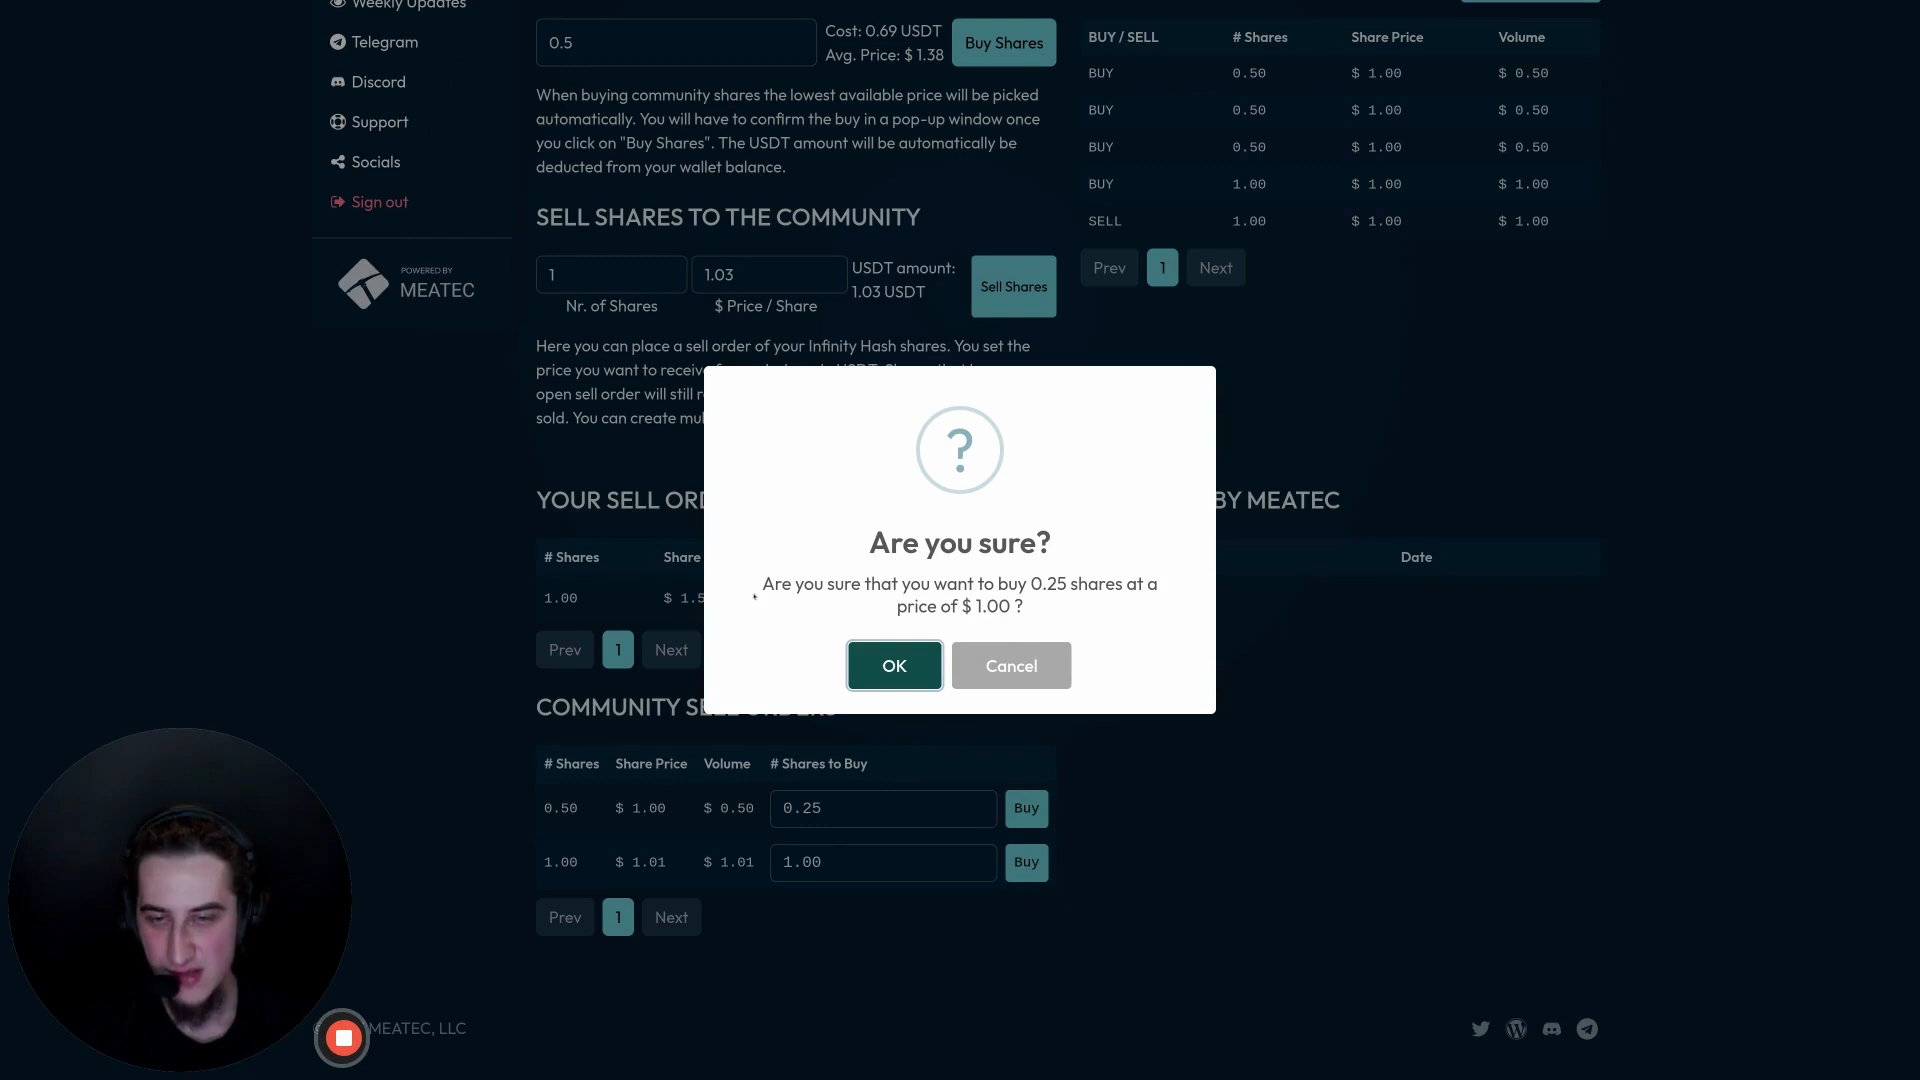 Weekly Updates
Telegram
Discord
Support
Socials
Sign out
POWERED BY
MEATEC
0.5
Cost: 0.69 USDT
Avg. Price: $ 1.38
Buy Shares
When buying community shares the lowest available price will be picked
automatically. You will have to confirm the buy in a pop-up window once
you click on "Buy Shares". The USDT amount will be automatically be
deducted from your wallet balance.
SELL SHARES TO THE COMMUNITY
1
1.03
USDT amount:
1.03 USDT
Sell Shares
Nr. of Shares
$ Price / Share
Here you can place a sell order of your Infinity Hash shares. You set the
price you want to receive
open sell order will still
sold. You can create
BUY / SELL # Shares Share Price Volume
BUY 0.50 $ 1.00 $ 0.50
BUY 0.50 $ 1.00 $ 0.50
BUY 0.50 $ 1.00 $ 0.50
BUY 1.00 $ 1.00 $ 1.00
SELL 1.00 $ 1.00 $ 1.00
Prev 1 Next
?
Are you sure?
Are you sure that you want to buy 0.25 shares at a
price of $ 1.00 ?
OK Cancel
YOUR SELL
# Shares Share
1.00 $ 1.5
Prev 1 Next
BY MEATEC
Date
COMMUNITY
# Shares Share Price Volume # Shares to Buy
0.50 $ 1.00 $ 0.50 0.25 Buy
1.00 $ 1.01 $ 1.01 1.00 Buy
Prev 1 Next
MEATEC, LLC